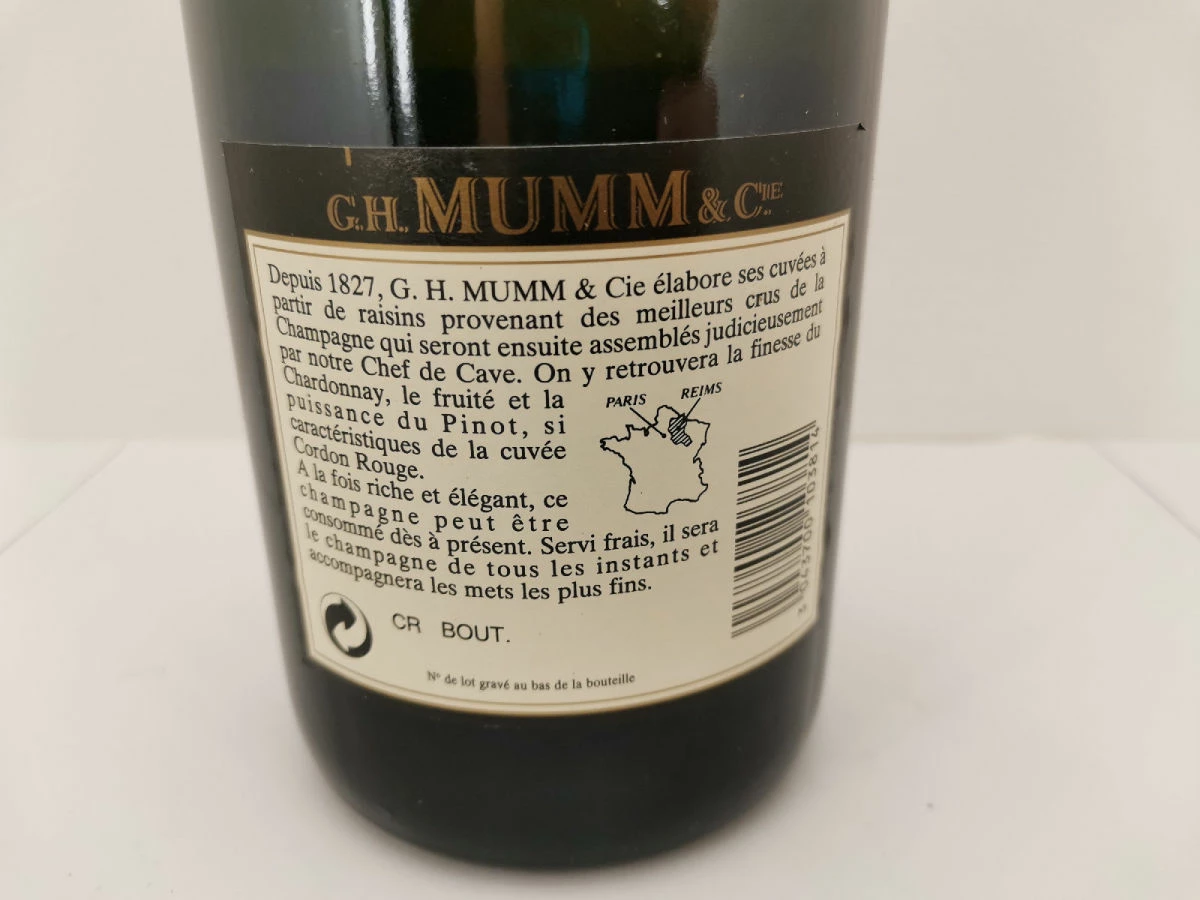 G.H. MUMM & CIE
Depuis 1827, G. H. MUMM & Cie élabore ses cuvées à
partir de raisins provenant des meilleurs crus de la
Champagne qui seront ensuite assemblés judicieusement
par notre Chef de Cave. On y retrouvera la finesse du
Chardonnay, le fruité et la
puissance du Pinot, si
caractéristiques de la cuvée
Cordon Rouge.
PARIS REIMS
A la fois riche et élégant, ce
champagne peut être
consommé dès à présent. Servi frais, il sera
le champagne de tous les instants et
accompagnera les mets les plus fins.
3 043700 103814
CR BOUT.
N° de lot gravé au bas de la bouteille